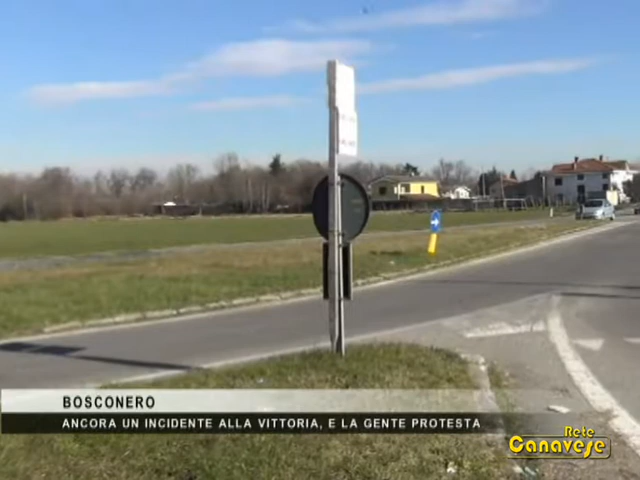 BOSCONERO
ANCORA UN INCIDENTE ALLA VITTORIA, E LA GENTE PROTESTA
Rete
Canavese